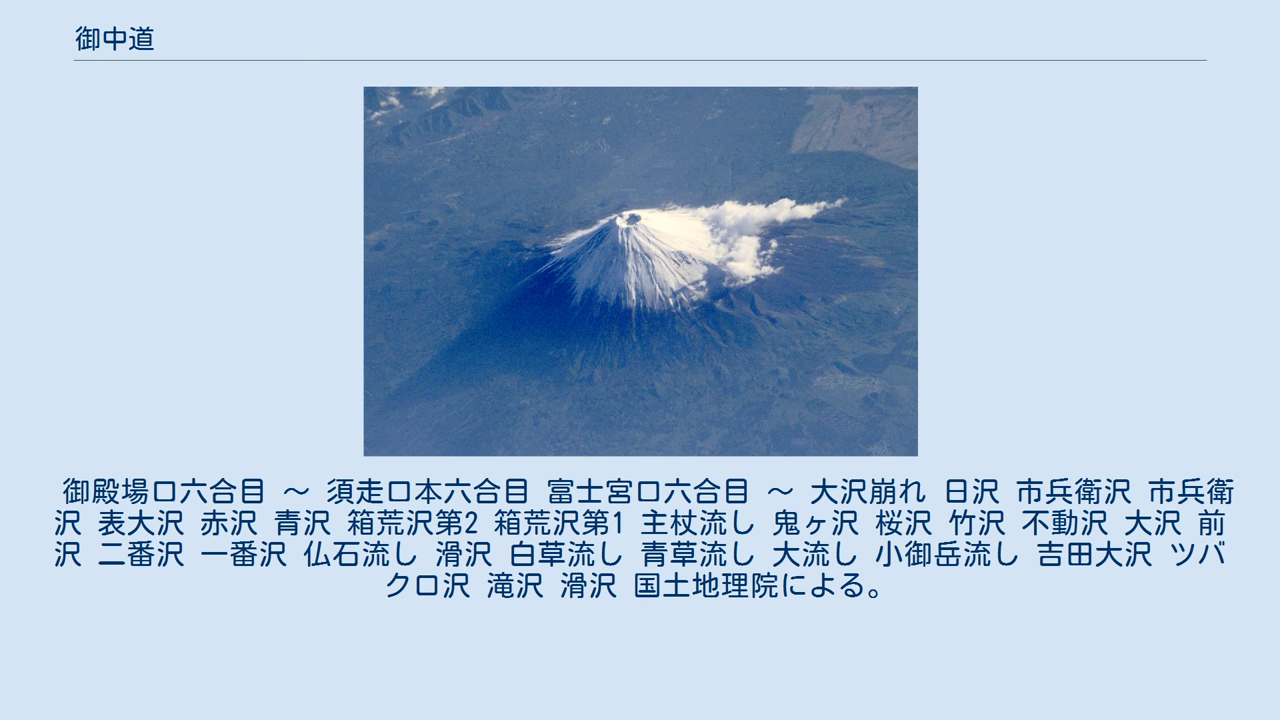 御中道
御殿場口六合目 ～ 須走口本六合目 富士宮口六合目 ～ 大沢崩れ 日沢 市兵衛沢 市兵衛
沢 表大沢 赤沢 青沢 箱荒沢第2 箱荒沢第1 主杖流し 鬼ヶ沢 桜沢 竹沢 不動沢 大沢 前
沢 二番沢 一番沢 仏石流し 滑沢 白草流し 青草流し 大流し 小御岳流し 吉田大沢 ツバ
クロ沢 滝沢 滑沢 国土地理院による。